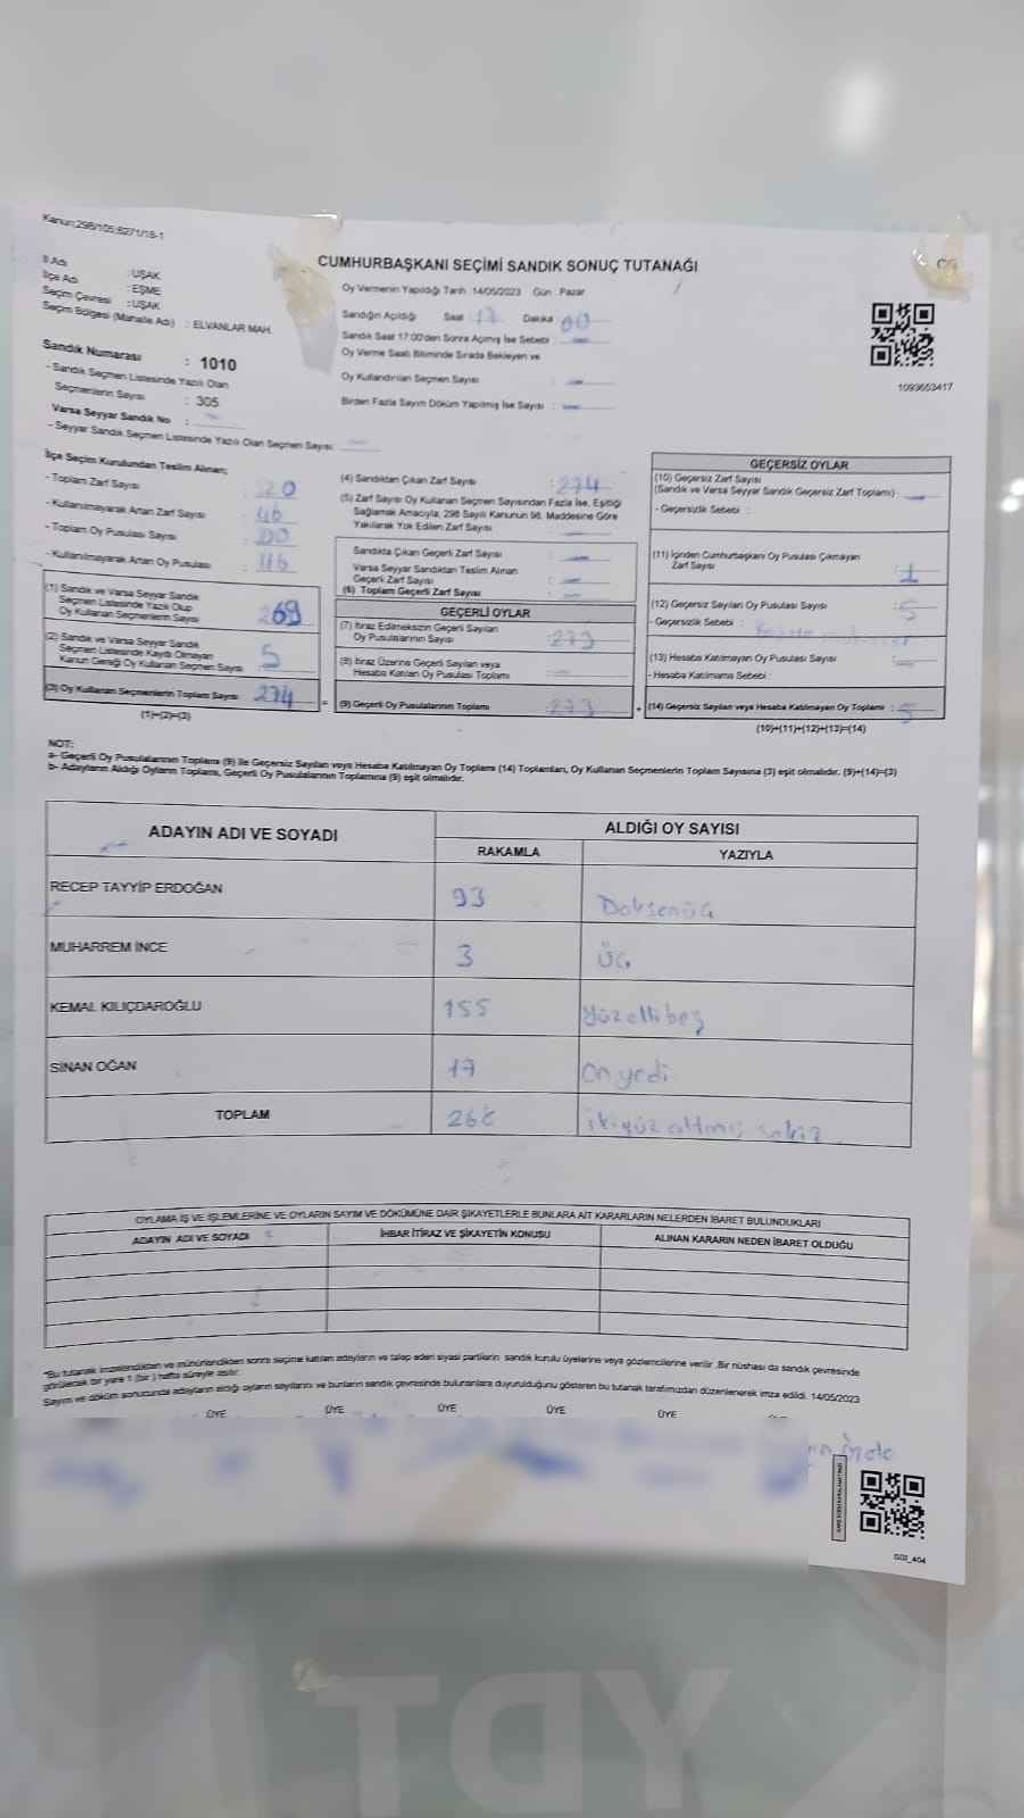 Kanun;298/105;6271/18-1
CUMHURBAŞKANI SEÇİMİ SANDIK SONUÇ TUTANAĞI
İl Adı : UŞAK
İlçe Adı : EŞME
Seçim Çevresi : UŞAK
Seçim Bölgesi (Mahalle Adı) : ELVANLAR MAH.
Sandık Numarası : 1010
- Sandık Seçmen Listesinde Yazılı Olan
Seçmenlerin Sayısı : 305
Varsa Seyyar Sandık No :
- Seyyar Sandık Seçmen Listesinde Yazılı Olan Seçmen Sayısı:
Oy Vermenin Yapıldığı Tarih :14/05/2023 Gün : Pazar
Sandığın Açıldığı Saat 17 Dakika 00
Sandık Saat 17:00'den Sonra Açılmış İse Sebebi :
Oy Verme Saati Bitiminde Sırada Bekleyen ve
Oy Kullandırılan Seçmen Sayısı :
Birden Fazla Sayım Döküm Yapılmış İse Sayısı :
1093653417
İlçe Seçim Kurulundan Teslim Alınan;
- Toplam Zarf Sayısı
- Kullanılmayarak Artan Zarf Sayısı
- Toplam Oy Pusulası Sayısı
- Kullanılmayarak Artan Oy Pusulası
(1) Sandık ve Varsa Seyyar Sandık
Seçmen Listesinde Yazılı Olup
Oy Kullanan Seçmenlerin Sayısı 269
(2) Sandık ve Varsa Seyyar Sandık
Seçmen Listesinde Kayıtlı Olmayan
Kanun Gereği Oy Kullanan Seçmen Sayısı 5
(3) Oy Kullanan Seçmenlerin Toplam Sayısı 274
(1)+(2)=(3)
(4) Sandıktan Çıkan Zarf Sayısı : 274
(5) Zarf Sayısı Oy Kullanan Seçmen Sayısından Fazla İse, Eşitliği
Sağlamak Amacıyla, 298 Sayılı Kanunun 98. Maddesine Göre
Yakılarak Yok Edilen Zarf Sayısı
Sandıkta Çıkan Geçerli Zarf Sayısı :
Varsa Seyyar Sandıktan Teslim Alınan
Geçerli Zarf Sayısı :
(6) Toplam Geçerli Zarf Sayısı :
GEÇERLİ OYLAR
(7) İtiraz Edilmeksizin Geçerli Sayılan
Oy Pusulalarının Sayısı : 273
(8) İtiraz Üzerine Geçerli Sayılan veya
Hesaba Katılan Oy Pusulası Toplamı
(9) Geçerli Oy Pusulalarının Toplamı : 273
GEÇERSİZ OYLAR
(10) Geçersiz Zarf Sayısı
(Sandık ve Varsa Seyyar Sandık Geçersiz Zarf Toplamı) :
- Geçersizlik Sebebi :
(11) İçinden Cumhurbaşkanı Oy Pusulası Çıkmayan
Zarf Sayısı : 1
(12) Geçersiz Sayılan Oy Pusulası Sayısı : 5
- Geçersizlik Sebebi :
(13) Hesaba Katılmayan Oy Pusulası Sayısı
- Hesaba Katılmama Sebebi :
(14) Geçersiz Sayılan veya Hesaba Katılmayan Oy Toplamı : 5
(10)+(11)+(12)+(13)=(14)
NOT:
a- Geçerli Oy Pusulalarının Toplamı (9) ile Geçersiz Sayılan veya Hesaba Katılmayan Oy Toplamı (14) Toplamları, Oy Kullanan Seçmenlerin Toplam Sayısına (3) eşit olmalıdır. (9)+(14)=(3)
b- Adayların Aldığı Oyların Toplamı, Geçerli Oy Pusulalarının Toplamına (9) eşit olmalıdır.
ADAYIN ADI VE SOYADI ALDIĞI OY SAYISI
RAKAMLA YAZIYLA
RECEP TAYYİP ERDOĞAN 93 Doksanüç
MUHARREM İNCE 3 Üç
KEMAL KILIÇDAROĞLU 155 Yüzellibeş
SİNAN OĞAN 17 On yedi
TOPLAM 268 ikiyüz altmış sekiz
OYLAMA İŞ VE İŞLEMLERİNE VE OYLARIN SAYIM VE DÖKÜMÜNE DAİR ŞİKAYETLERLE BUNLARA AİT KARARLARIN NELERDEN İBARET BULUNDUKLARI
ADAYIN ADI VE SOYADI İHBAR İTİRAZ VE ŞİKAYETİN KONUSU ALINAN KARARIN NEDEN İBARET OLDUĞU
"Bu tutanak imzalandıktan ve mühürlendikten sonra seçime katılan adayların ve talep eden siyasi partilerin sandık kurulu üyelerine veya gözlemcilerine verilir. Bir nüshası da sandık çevresinde
görülecek bir yere 1 (bir) hafta süreyle asılır.
Sayım ve döküm sonucunda adayların aldığı oyların sayılarını ve bunların sandık çevresinde bulunanlara duyurulduğunu gösteren bu tutanak tarafımızdan düzenlenerek imza edildi. 14/05/2023
ÜYE ÜYE ÜYE ÜYE ÜYE